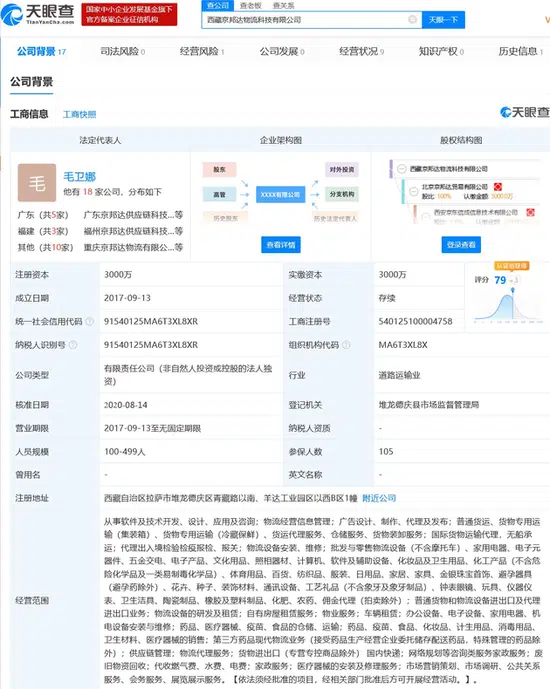 天眼查
TianYanCha.com
国家中小企业发展基金旗下
官方备案企业征信机构
查公司 查老板 查关系
西藏京邦达物流科技有限公司
天眼一下
公司背景 17 司法风险 0 经营风险 1 公司发展 0 经营状况 9 知识产权 0 历史信息 1
公司背景
工商信息 工商快照
天眼查
法定代表人 企业架构图 股权结构图
毛
毛卫娜
他有 18 家公司，分布如下
广东（共5家） 广东京邦达供应链科技...等
福建（共3家） 福州京邦达供应链科技...等
其他（共10家） 重庆京邦达物流有限公...等
股东 对外投资
高管 XXXX有限公司 分支机构
历史股东 历史法定代表人
查看详情
西藏京邦达物流科技有限公司
北京京邦达贸易有限公司
股比：100% 认缴金额：30000万
西安京东信成信息技术有限公司
登录查看
注册资本 3000万 实缴资本 3000万
评分 79
成立日期 2017-09-13 经营状态 存续
统一社会信用代码 91540125MA6T3XL8XR 工商注册号 540125100004758
纳税人识别号 91540125MA6T3XL8XR 组织机构代码 MA6T3XL8X
公司类型 有限责任公司（非自然人投资或控股的法人独
资） 行业 道路运输业
核准日期 2020-08-14 登记机关 堆龙德庆县市场监督管理局
营业期限 2017-09-13至无固定期限 纳税人资质 -
人员规模 100-499人 参保人数 105
曾用名 - 英文名称 -
注册地址 西藏自治区拉萨市堆龙德庆区青藏路以南、羊达工业园区以西B区1幢 附近公司
经营范围
从事软件及技术开发、设计、应用及咨询；物流经营信息管理；广告设计、制作、代理及发布；普通货运、货物专用运
输（集装箱）、货物专用运输（冷藏保鲜）、货运代理服务、仓储服务、货物装卸服务；国际货物运输代理，无船承
运；代理出入境检验检疫报检、报关；物流设备安装、维修；批发与零售物流设备（不含摩托车）、家用电器、电子元
器件、五金交电、电子产品、文化用品、照相器材、计算机、软件及辅助设备、化妆品及卫生用品、化工产品（不含危
险化学品及一类易制毒化学品）、体育用品、百货、纺织品、服装、日用品、家居、家具、金银珠宝首饰、避孕器具
（避孕药除外）、花卉、种子、装饰材料、通讯设备、工艺礼品（不含象牙及象牙制品）、钟表眼镜、玩具、仪器仪
表、卫生洁具、陶瓷制品、橡胶及塑料制品、化肥、农药、佣金代理（拍卖除外）；普通货物和物流设备进出口及代理
进出口业务；物流设备的研发及租赁；自有房屋租赁服务；物业服务；车辆租赁、办公设备、电子设备、家用电器、机
电设备安装与维修；药品、医疗器械、疫苗、食品的仓储、运输；药品、疫苗、食品、化妆品、计生用品、消毒用品、
卫生材料、医疗器械的销售；第三方药品现代物流业务（接受药品生产经营企业委托储存配送药品，特殊管理的药品除
外）；供应链管理；物流代理服务；货物进出口（专营专控商品除外） 国内快递；网络规划等咨询类服务家政服务；废
旧物资回收；代收燃气费、水费、电费；家政服务；医疗器械的安装及修理服务；市场营销策划、市场调研、公共关系
服务、会务服务、展览展示服务。【依法须经批准的项目，经相关部门批准后方可开展经营活动。】